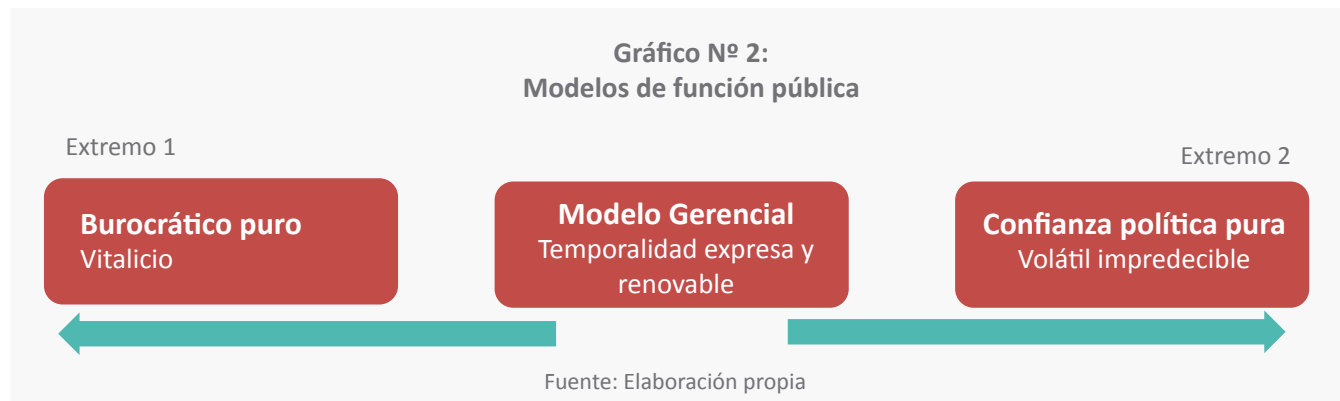 Gráfico Nº 2:
Modelos de función pública
Extremo 1
Extremo 2
Burocrático puro
Vitalicio
Modelo Gerencial
Temporalidad expresa y
renovable
Confianza política pura
Volátil impredecible
Fuente: Elaboración propia